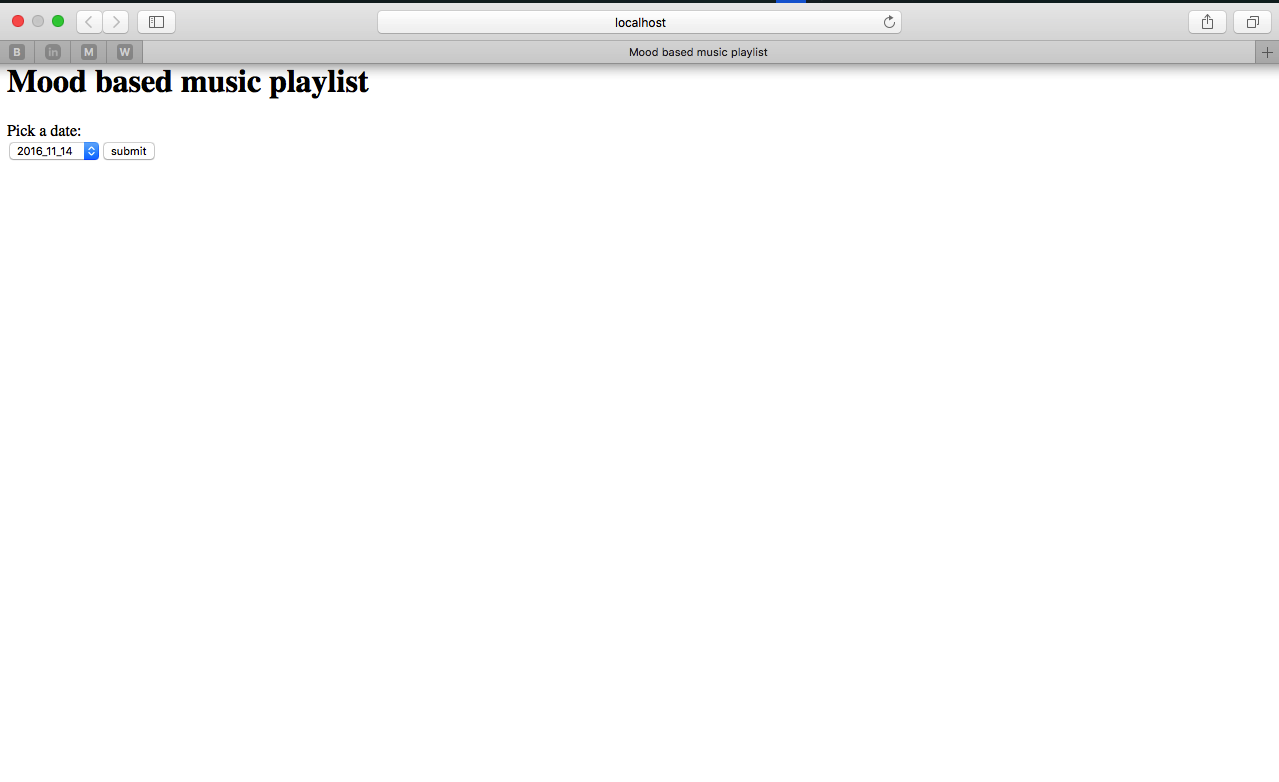 localhost
B in M W Mood based music playlist
Mood based music playlist
Pick a date:
2016_11_14 submit